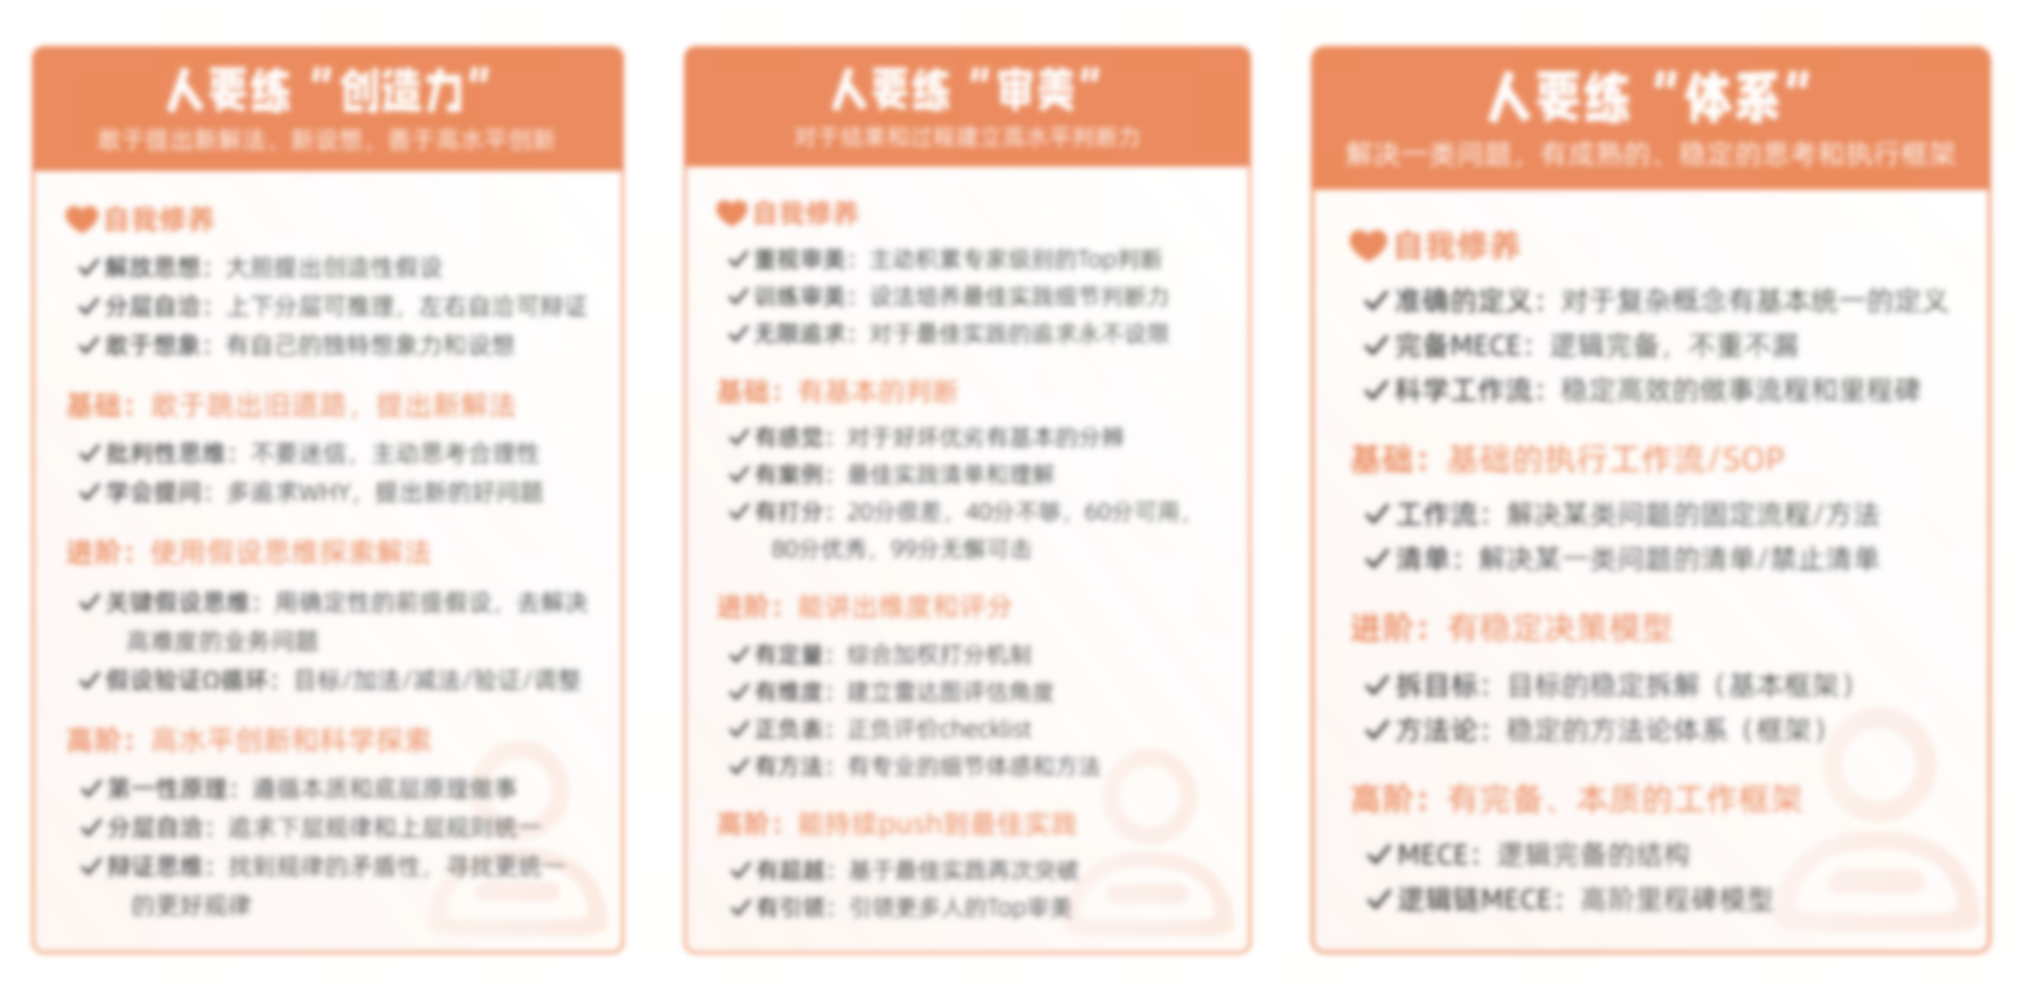 人要练“创造力”
敢于提出新解法、新设想，善于高水平创新
自我修养
解放思想：大胆提出创造性假设
分层自洽：上下分层可推理，左右自洽可辩证
敢于想象：有自己的独特想象力和设想
基础：敢于跳出旧道路，提出新解法
批判性思维：不要迷信，主动思考合理性
学会提问：多追求WHY，提出新的好问题
进阶：使用假设思维探索解法
关键假设思维：用确定性的前提假设，去解决
高难度的业务问题
假设验证Ω循环：目标/加法/减法/验证/调整
高阶：高水平创新和科学探索
第一性原理：遵循本质和底层原理做事
分层自洽：追求下层规律和上层规则统一
辩证思维：找到规律的矛盾性，寻找更统一
的更好规律
人要练“审美”
对于结果和过程建立高水平判断力
自我修养
重视审美：主动积累专家级别的Top判断
训练审美：设法培养最佳实践细节判断力
无限追求：对于最佳实践的追求永不设限
基础：有基本的判断
有感觉：对于好坏优劣有基本的分辨
有案例：最佳实践清单和理解
有打分：20分很差，40分不够，60分可用，
80分优秀，99分无懈可击
进阶：能讲出维度和评分
有定量：综合加权打分机制
有维度：建立雷达图评估角度
正负表：正负评价checklist
有方法：有专业的细节体感和方法
高阶：能持续push到最佳实践
有超越：基于最佳实践再次突破
有引领：引领更多人的Top审美
人要练“体系”
解决一类问题，有成熟的、稳定的思考和执行框架
自我修养
准确的定义：对于复杂概念有基本统一的定义
完备MECE：逻辑完备，不重不漏
科学工作流：稳定高效的做事流程和里程碑
基础：基础的执行工作流/SOP
工作流：解决某类问题的固定流程/方法
清单：解决某一类问题的清单/禁止清单
进阶：有稳定决策模型
拆目标：目标的稳定拆解（基本框架）
方法论：稳定的方法论体系（框架）
高阶：有完备、本质的工作框架
MECE：逻辑完备的结构
逻辑链MECE：高阶里程碑模型